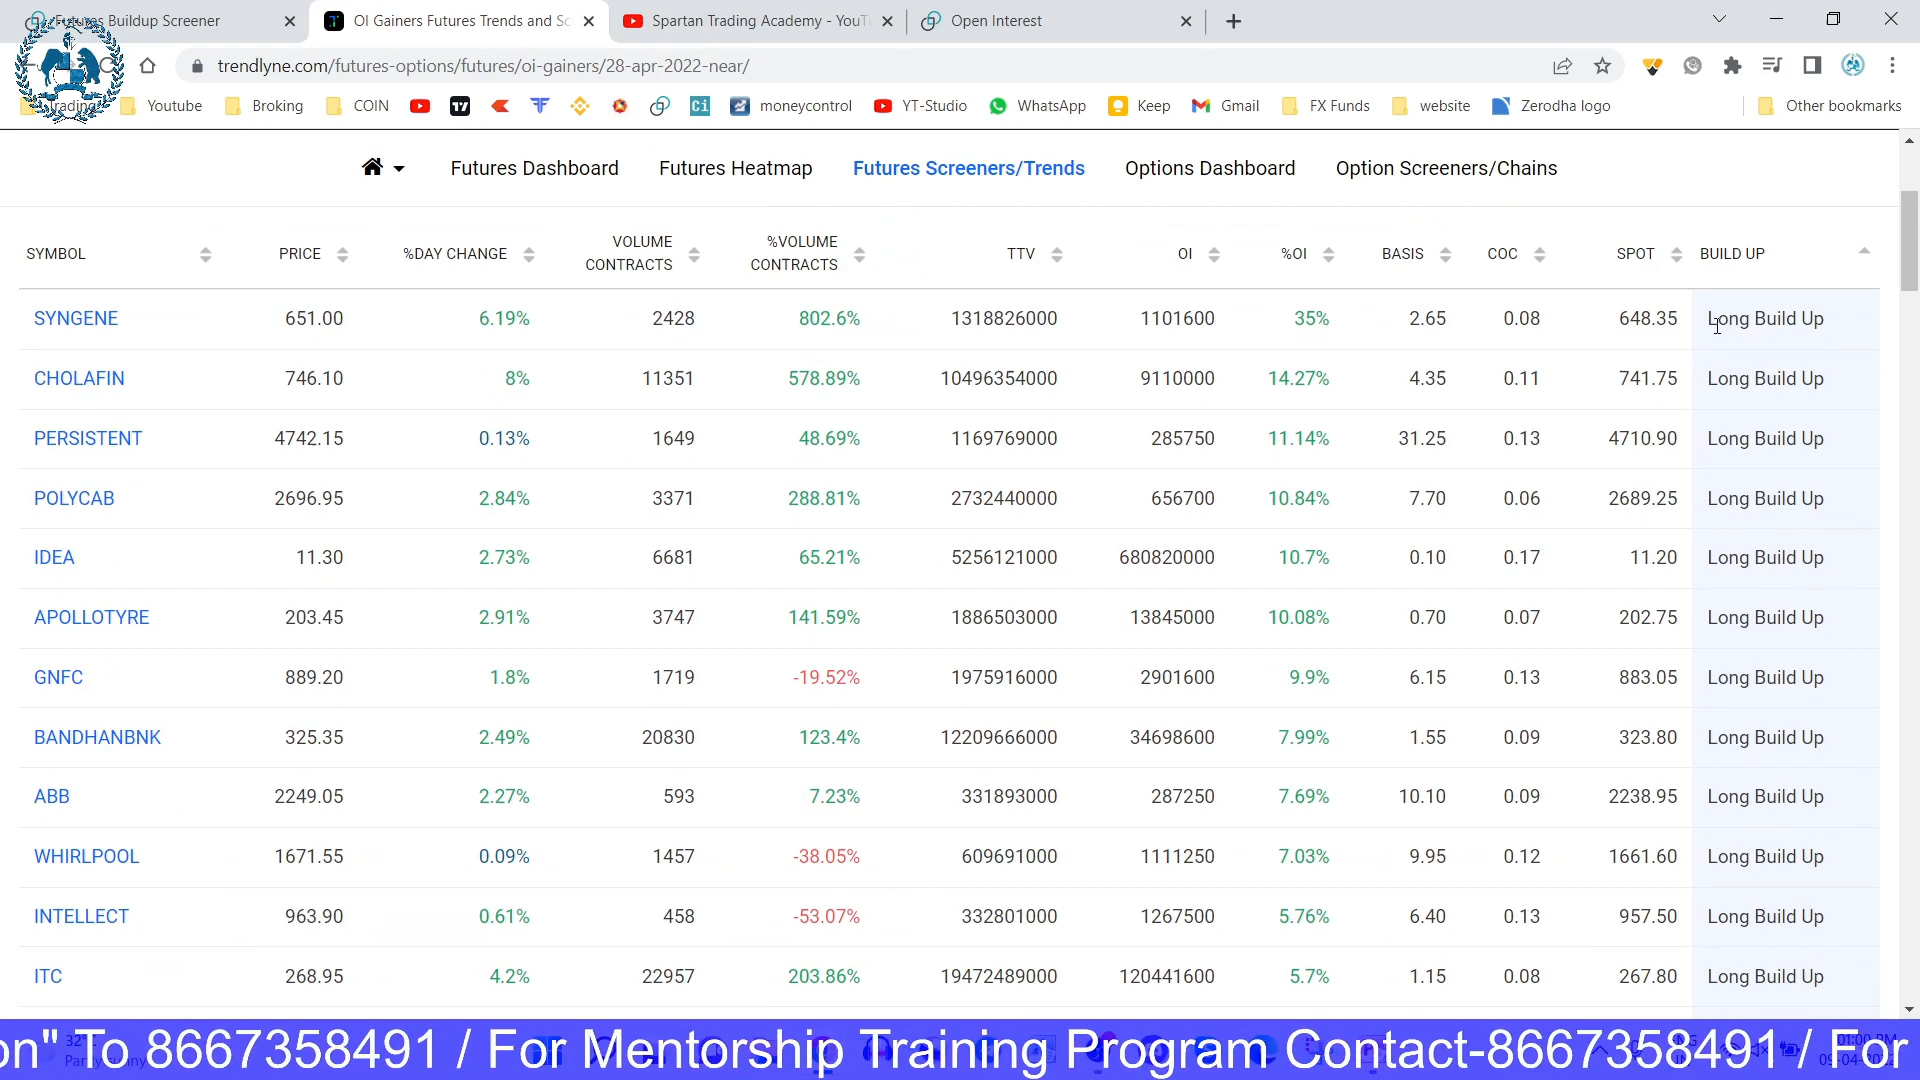 Futures Buildup Screener
OI Gainers Futures Trends and Sc
Spartan Trading Academy - YouT
Open Interest
trendlyne.com/futures-options/futures/oi-gainers/28-apr-2022-near/
Trading Youtube Broking COIN moneycontrol YT-Studio WhatsApp Keep Gmail FX Funds website Zerodha logo Other bookmarks
Futures Dashboard Futures Heatmap Futures Screeners/Trends Options Dashboard Option Screeners/Chains
SYMBOL PRICE %DAY CHANGE VOLUME CONTRACTS %VOLUME CONTRACTS TTV OI %OI BASIS COC SPOT BUILD UP
SYNGENE 651.00 6.19% 2428 802.6% 1318826000 1101600 35% 2.65 0.08 648.35 Long Build Up
CHOLAFIN 746.10 8% 11351 578.89% 10496354000 9110000 14.27% 4.35 0.11 741.75 Long Build Up
PERSISTENT 4742.15 0.13% 1649 48.69% 1169769000 285750 11.14% 31.25 0.13 4710.90 Long Build Up
POLYCAB 2696.95 2.84% 3371 288.81% 2732440000 656700 10.84% 7.70 0.06 2689.25 Long Build Up
IDEA 11.30 2.73% 6681 65.21% 5256121000 680820000 10.7% 0.10 0.17 11.20 Long Build Up
APOLLOTYRE 203.45 2.91% 3747 141.59% 1886503000 13845000 10.08% 0.70 0.07 202.75 Long Build Up
GNFC 889.20 1.8% 1719 -19.52% 1975916000 2901600 9.9% 6.15 0.13 883.05 Long Build Up
BANDHANBNK 325.35 2.49% 20830 123.4% 12209666000 34698600 7.99% 1.55 0.09 323.80 Long Build Up
ABB 2249.05 2.27% 593 7.23% 331893000 287250 7.69% 10.10 0.09 2238.95 Long Build Up
WHIRLPOOL 1671.55 0.09% 1457 -38.05% 609691000 1111250 7.03% 9.95 0.12 1661.60 Long Build Up
INTELLECT 963.90 0.61% 458 -53.07% 332801000 1267500 5.76% 6.40 0.13 957.50 Long Build Up
ITC 268.95 4.2% 22957 203.86% 19472489000 120441600 5.7% 1.15 0.08 267.80 Long Build Up
on" To 8667358491 / For Mentorship Training Program Contact-8667358491 / For